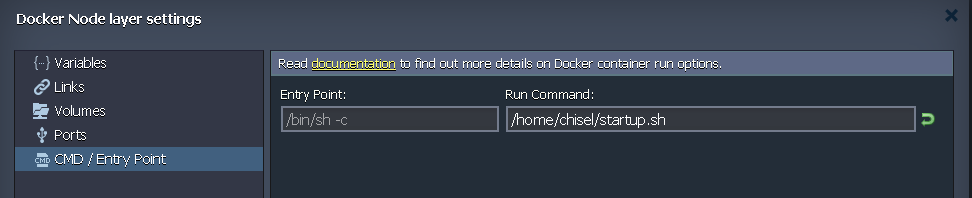 Docker Node layer settings
Variables
Links
Volumes
Ports
CMD / Entry Point
Read documentation to find out more details on Docker container run options.
Entry Point: Run Command:
/bin/sh -c /home/chisel/startup.sh